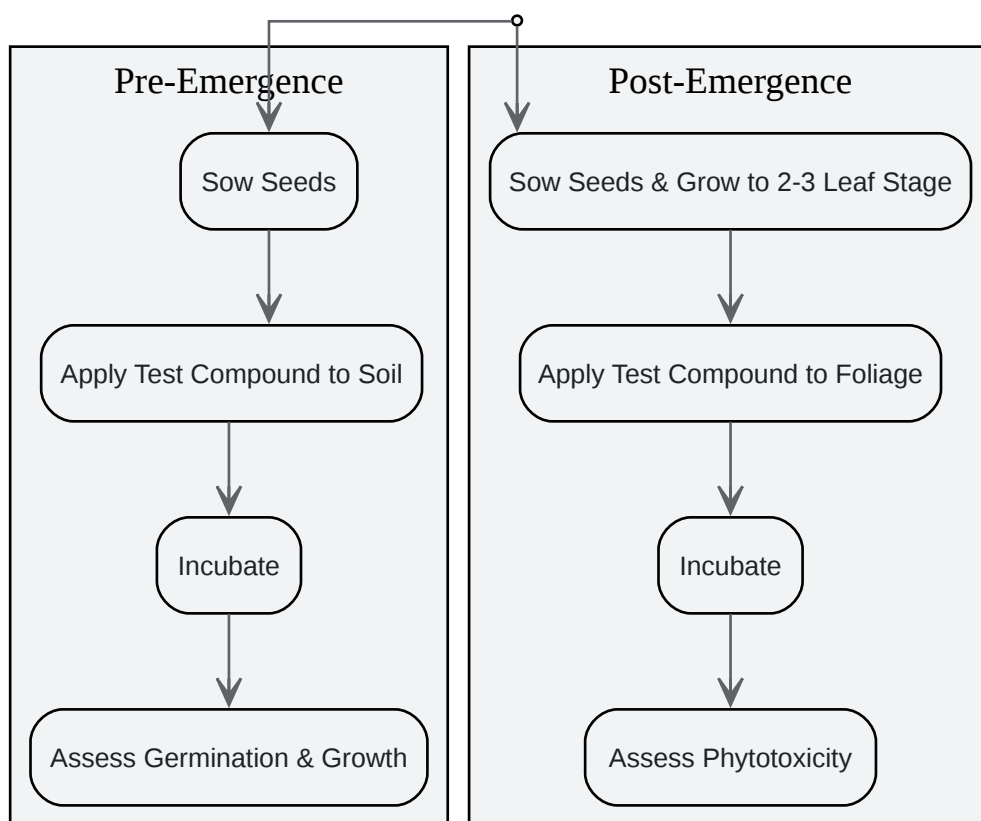 Pre-Emergence
Sow Seeds
Apply Test Compound to Soil
Incubate
Assess Germination & Growth
Post-Emergence
Sow Seeds & Grow to 2-3 Leaf Stage
Apply Test Compound to Foliage
Incubate
Assess Phytotoxicity